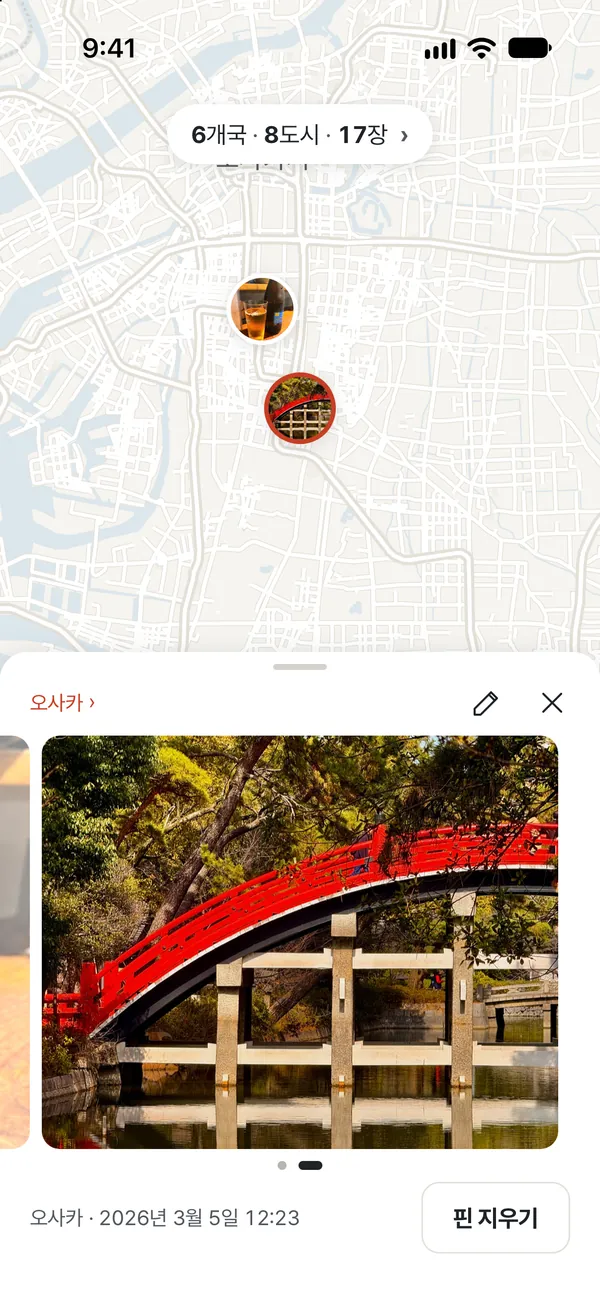 9:41
6개국 · 8도시 · 17장 ›
오사카 ›
오사카 · 2026년 3월 5일 12:23
핀 지우기